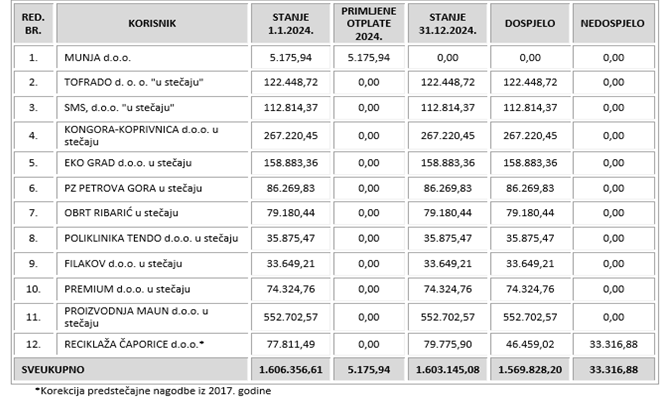 RED. BR. KORISNIK STANJE 1.1.2024. PRIMLJENE OTPLATE 2024. STANJE 31.12.2024. DOSPJELO NEDOSPJELO
1. MUNJA d.o.o. 5.175,94 5.175,94 0,00 0,00 0,00
2. TOFRADO d. o. o. "u stečaju" 122.448,72 0,00 122.448,72 122.448,72 0,00
3. SMS, d.o.o. "u stečaju" 112.814,37 0,00 112.814,37 112.814,37 0,00
4. KONGORA-KOPRIVNICA d.o.o. u stečaju 267.220,45 0,00 267.220,45 267.220,45 0,00
5. EKO GRAD d.o.o. u stečaju 158.883,36 0,00 158.883,36 158.883,36 0,00
6. PZ PETROVA GORA u stečaju 86.269,83 0,00 86.269,83 86.269,83 0,00
7. OBRT RIBARIĆ u stečaju 79.180,44 0,00 79.180,44 79.180,44 0,00
8. POLIKLINIKA TENDO d.o.o. u stečaju 35.875,47 0,00 35.875,47 35.875,47 0,00
9. FILAKOV d.o.o. u stečaju 33.649,21 0,00 33.649,21 33.649,21 0,00
10. PREMIUM d.o.o. u stečaju 74.324,76 0,00 74.324,76 74.324,76 0,00
11. PROIZVODNJA MAUN d.o.o. u stečaju 552.702,57 0,00 552.702,57 552.702,57 0,00
12. RECIKLAŽA ČAPORICE d.o.o.* 77.811,49 0,00 79.775,90 46.459,02 33.316,88
SVEUKUPNO 1.606.356,61 5.175,94 1.603.145,08 1.569.828,20 33.316,88
*Korekcija predstečajne nagodbe iz 2017. godine